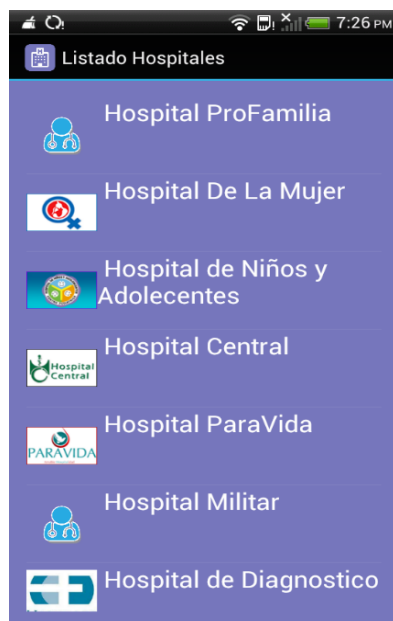 7:26 PM
Listado Hospitales
Hospital ProFamilia
Hospital De La Mujer
Hospital de Niños y
Adolecentes
Hospital Central
Hospital
Central
Hospital ParaVida
PARAVIDA
Hospital Militar
Hospital de Diagnostico